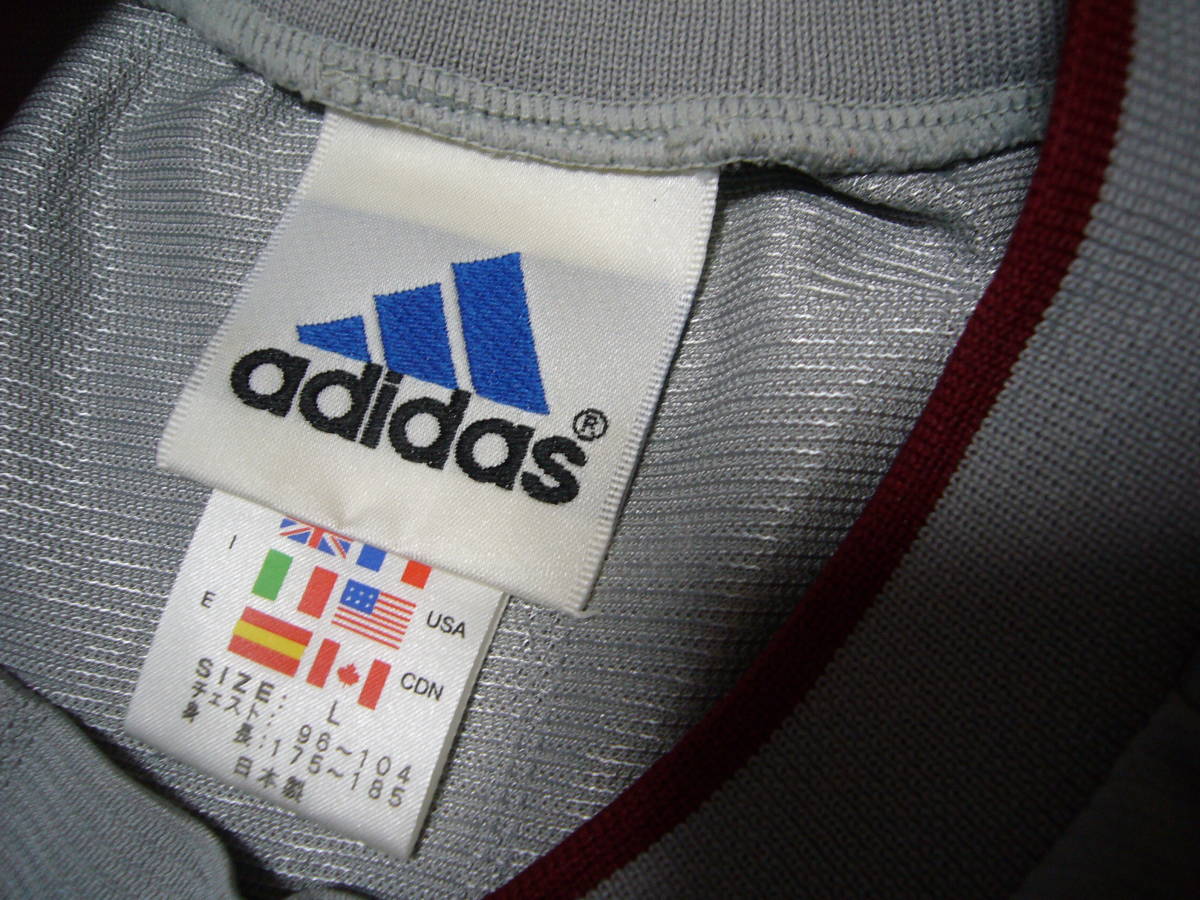 adidas®
I
E USA
CDN
SIZE: L
チェスト: 96~104
身 長:175~185
日本製